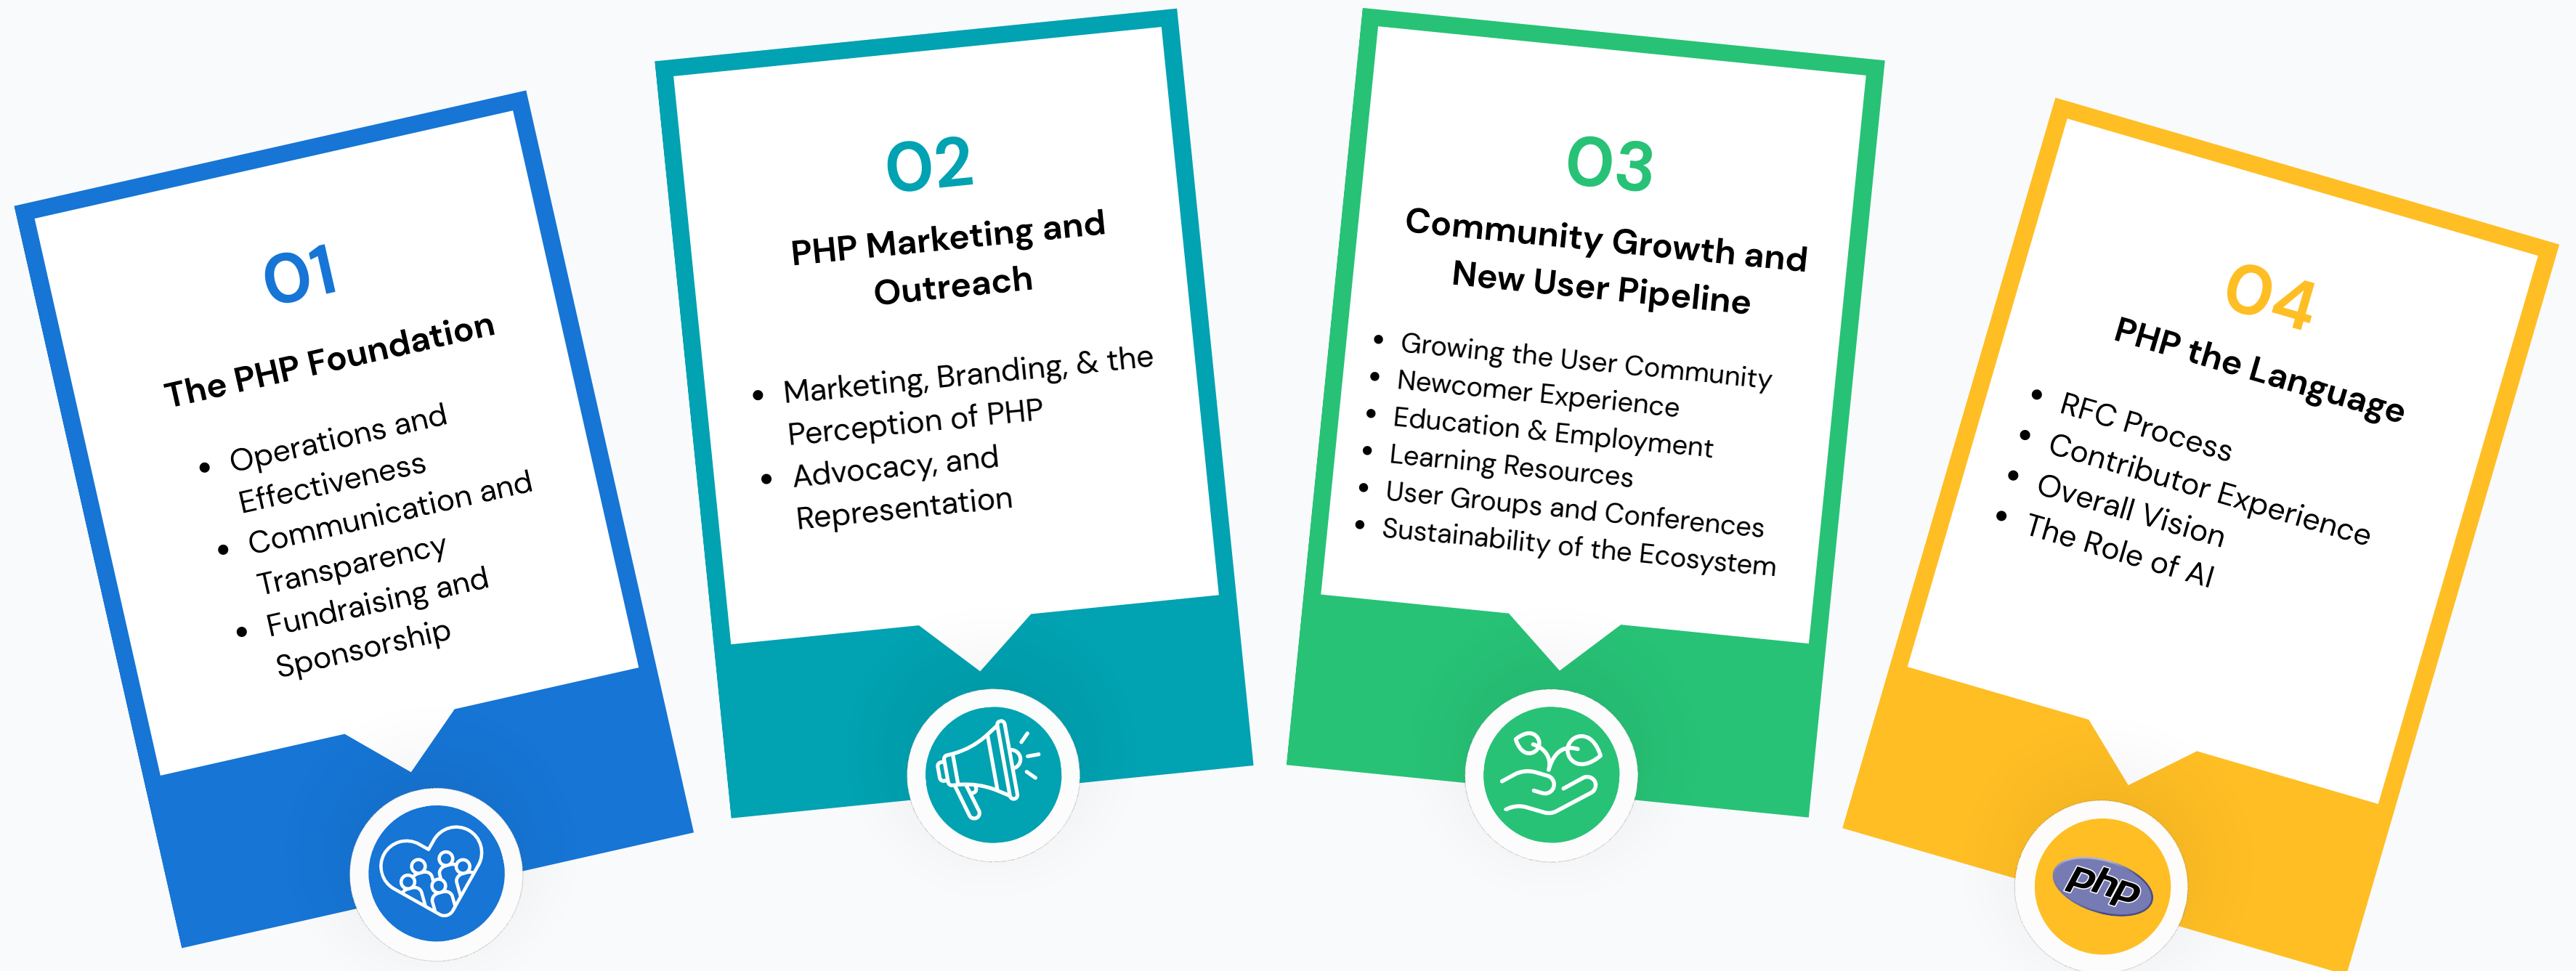 01
The PHP Foundation
• Operations and
Effectiveness
• Communication and
Transparency
• Fundraising and
Sponsorship
02
PHP Marketing and
Outreach
• Marketing, Branding, & the
Perception of PHP
• Advocacy, and
Representation
03
Community Growth and
New User Pipeline
• Growing the User Community
• Newcomer Experience
• Education & Employment
• Learning Resources
• User Groups and Conferences
• Sustainability of the Ecosystem
04
PHP the Language
• RFC Process
• Contributor Experience
• Overall Vision
• The Role of AI
php